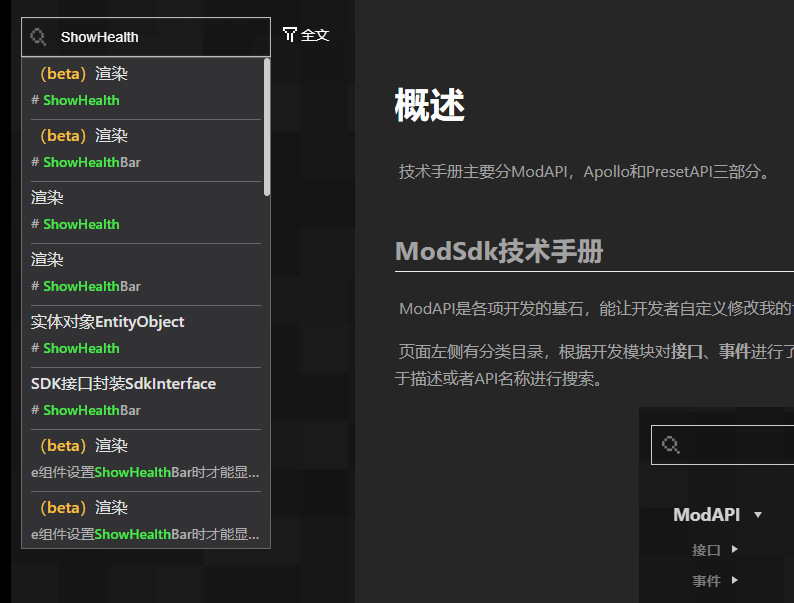 ShowHealth
全文
（beta）渲染
# ShowHealth
（beta）渲染
# ShowHealthBar
渲染
# ShowHealth
渲染
# ShowHealthBar
实体对象EntityObject
# ShowHealth
SDK接口封装SdkInterface
# ShowHealthBar
（beta）渲染
e组件设置ShowHealthBar时才能显...
（beta）渲染
e组件设置ShowHealthBar时才能显...
概述
技术手册主要分ModAPI，Apollo和PresetAPI三部分。
ModSdk技术手册
ModAPI是各项开发的基石，能让开发者自定义修改我的
页面左侧有分类目录，根据开发模块对接口、事件进行了
于描述或者API名称进行搜索。
ModAPI
接口
事件